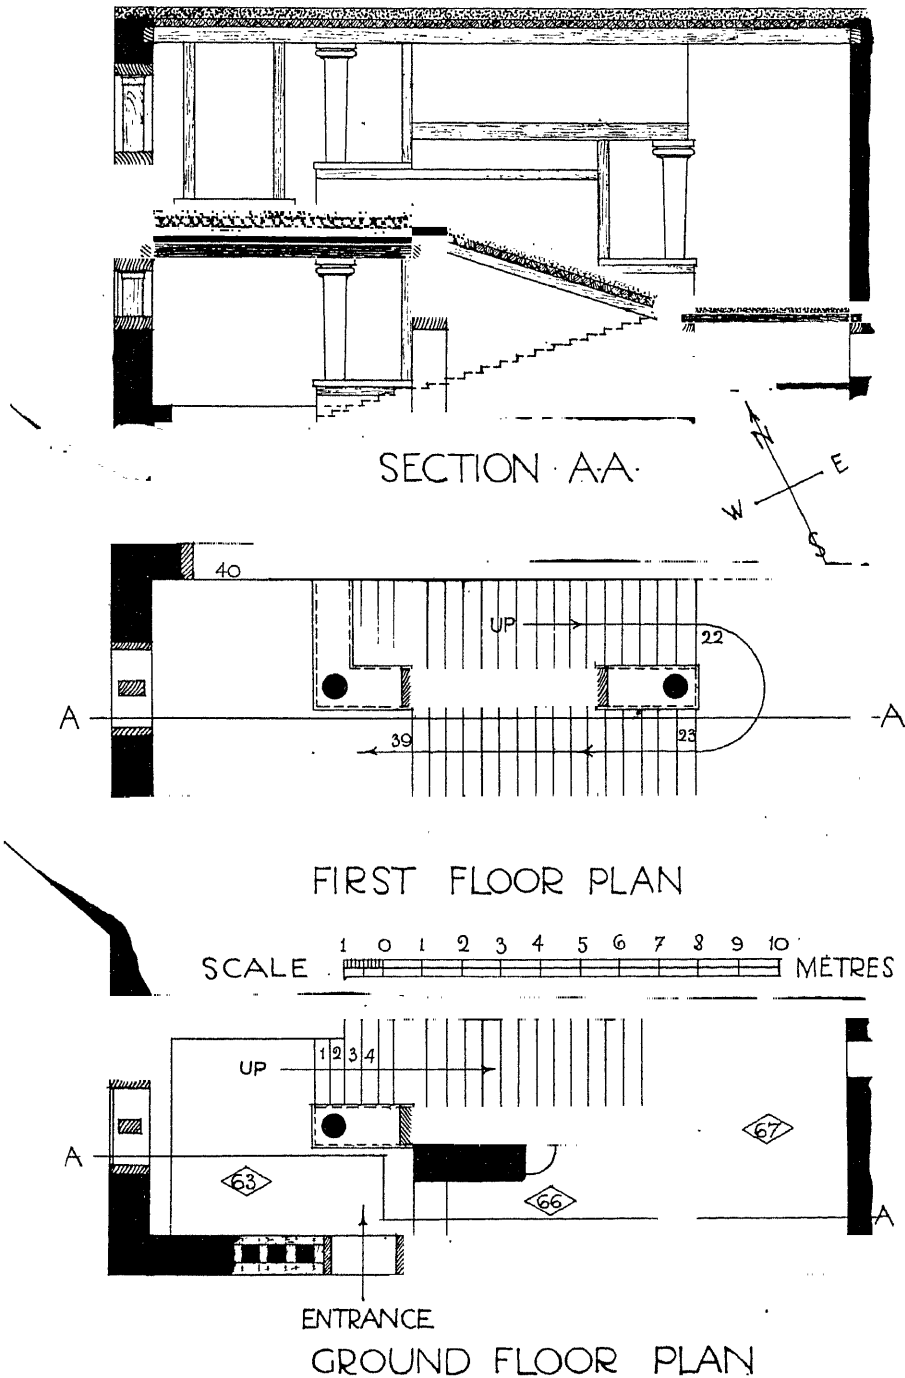 SECTION · A·A·
N
E
W
S
40
UP
22
A
A
39
23
FIRST FLOOR PLAN
1 0 1 2 3 4 5 6 7 8 9 10
SCALE METRES
1 2 3 4
UP
67
A
63
66
A
ENTRANCE
GROUND FLOOR PLAN